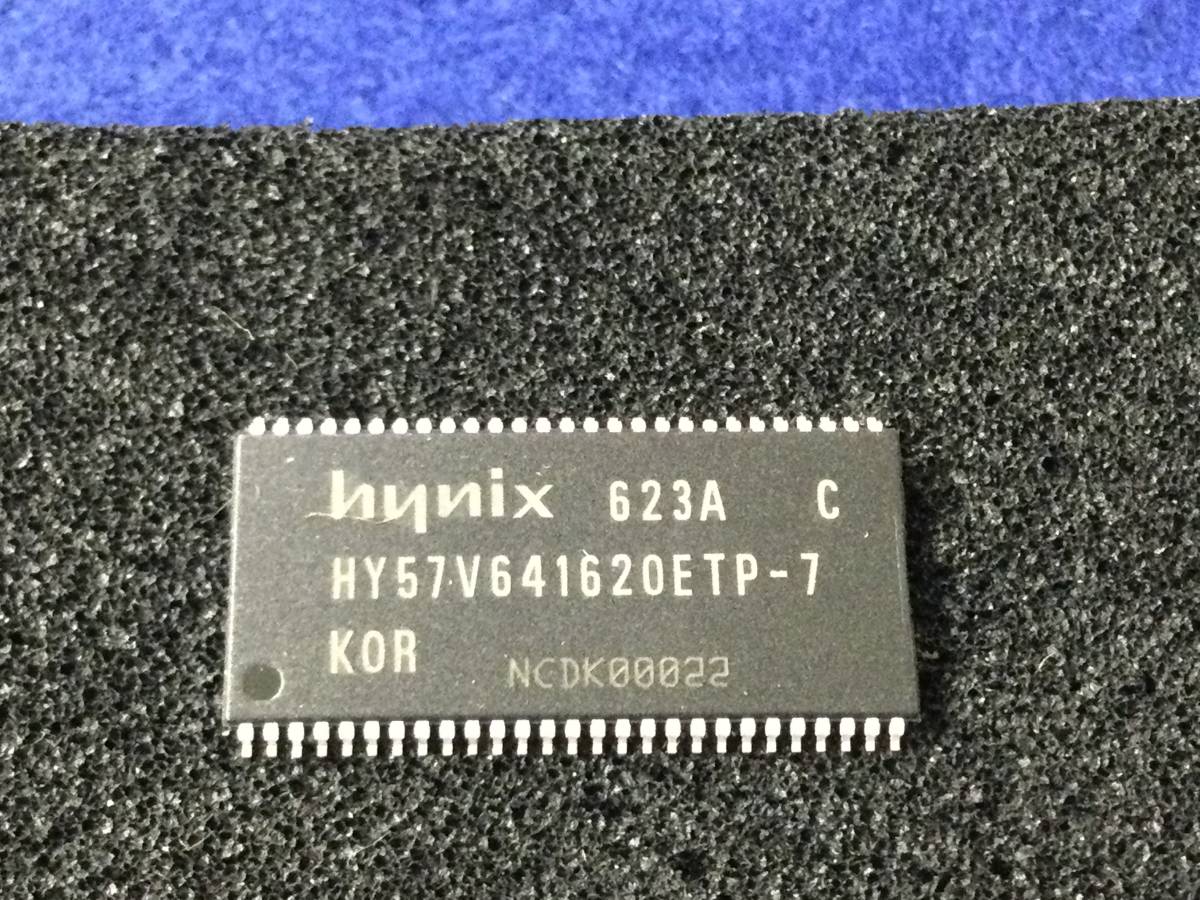 hynix 623A C
HY57V641620ETP-7
KOR NCDK00022